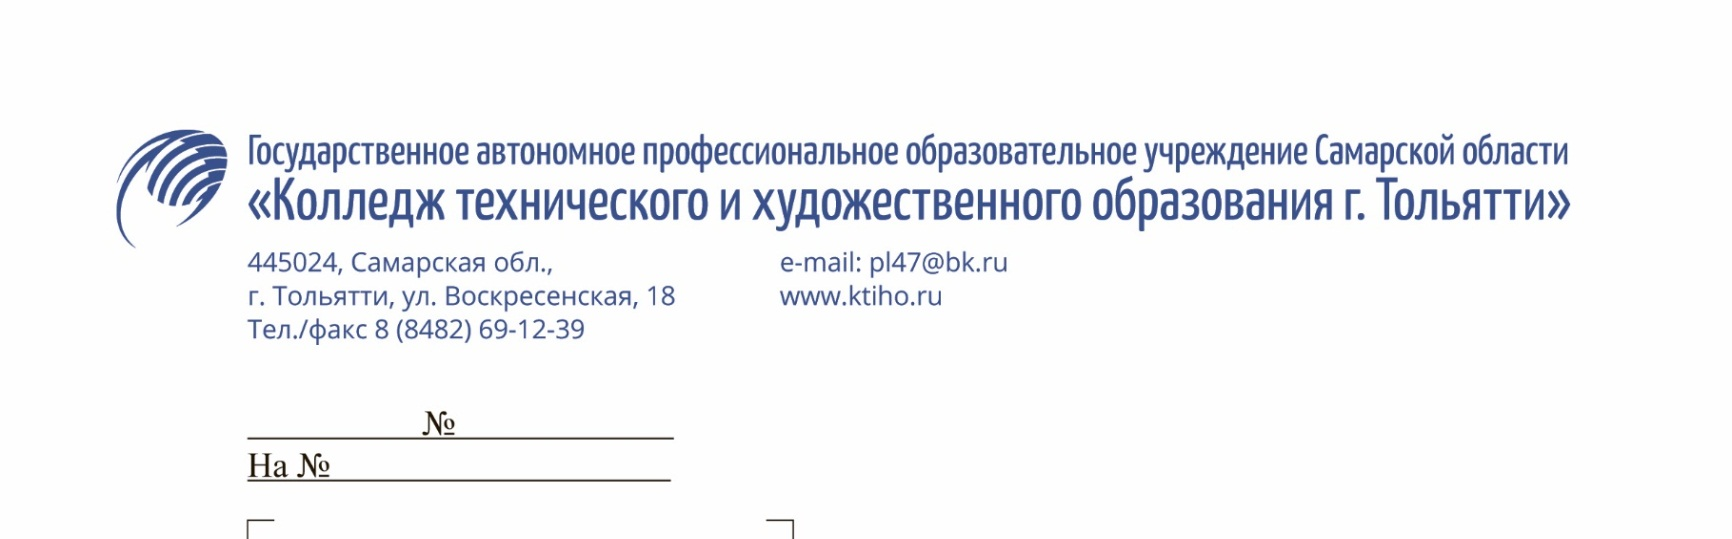 Государственное автономное профессиональное образовательное учреждение Самарской области
«Колледж технического и художественного образования г. Тольятти»
445024, Самарская обл.,
г. Тольятти, ул. Воскресенская, 18
Тел./факс 8 (8482) 69-12-39
e-mail: pl47@bk.ru
www.ktiho.ru
№
На №